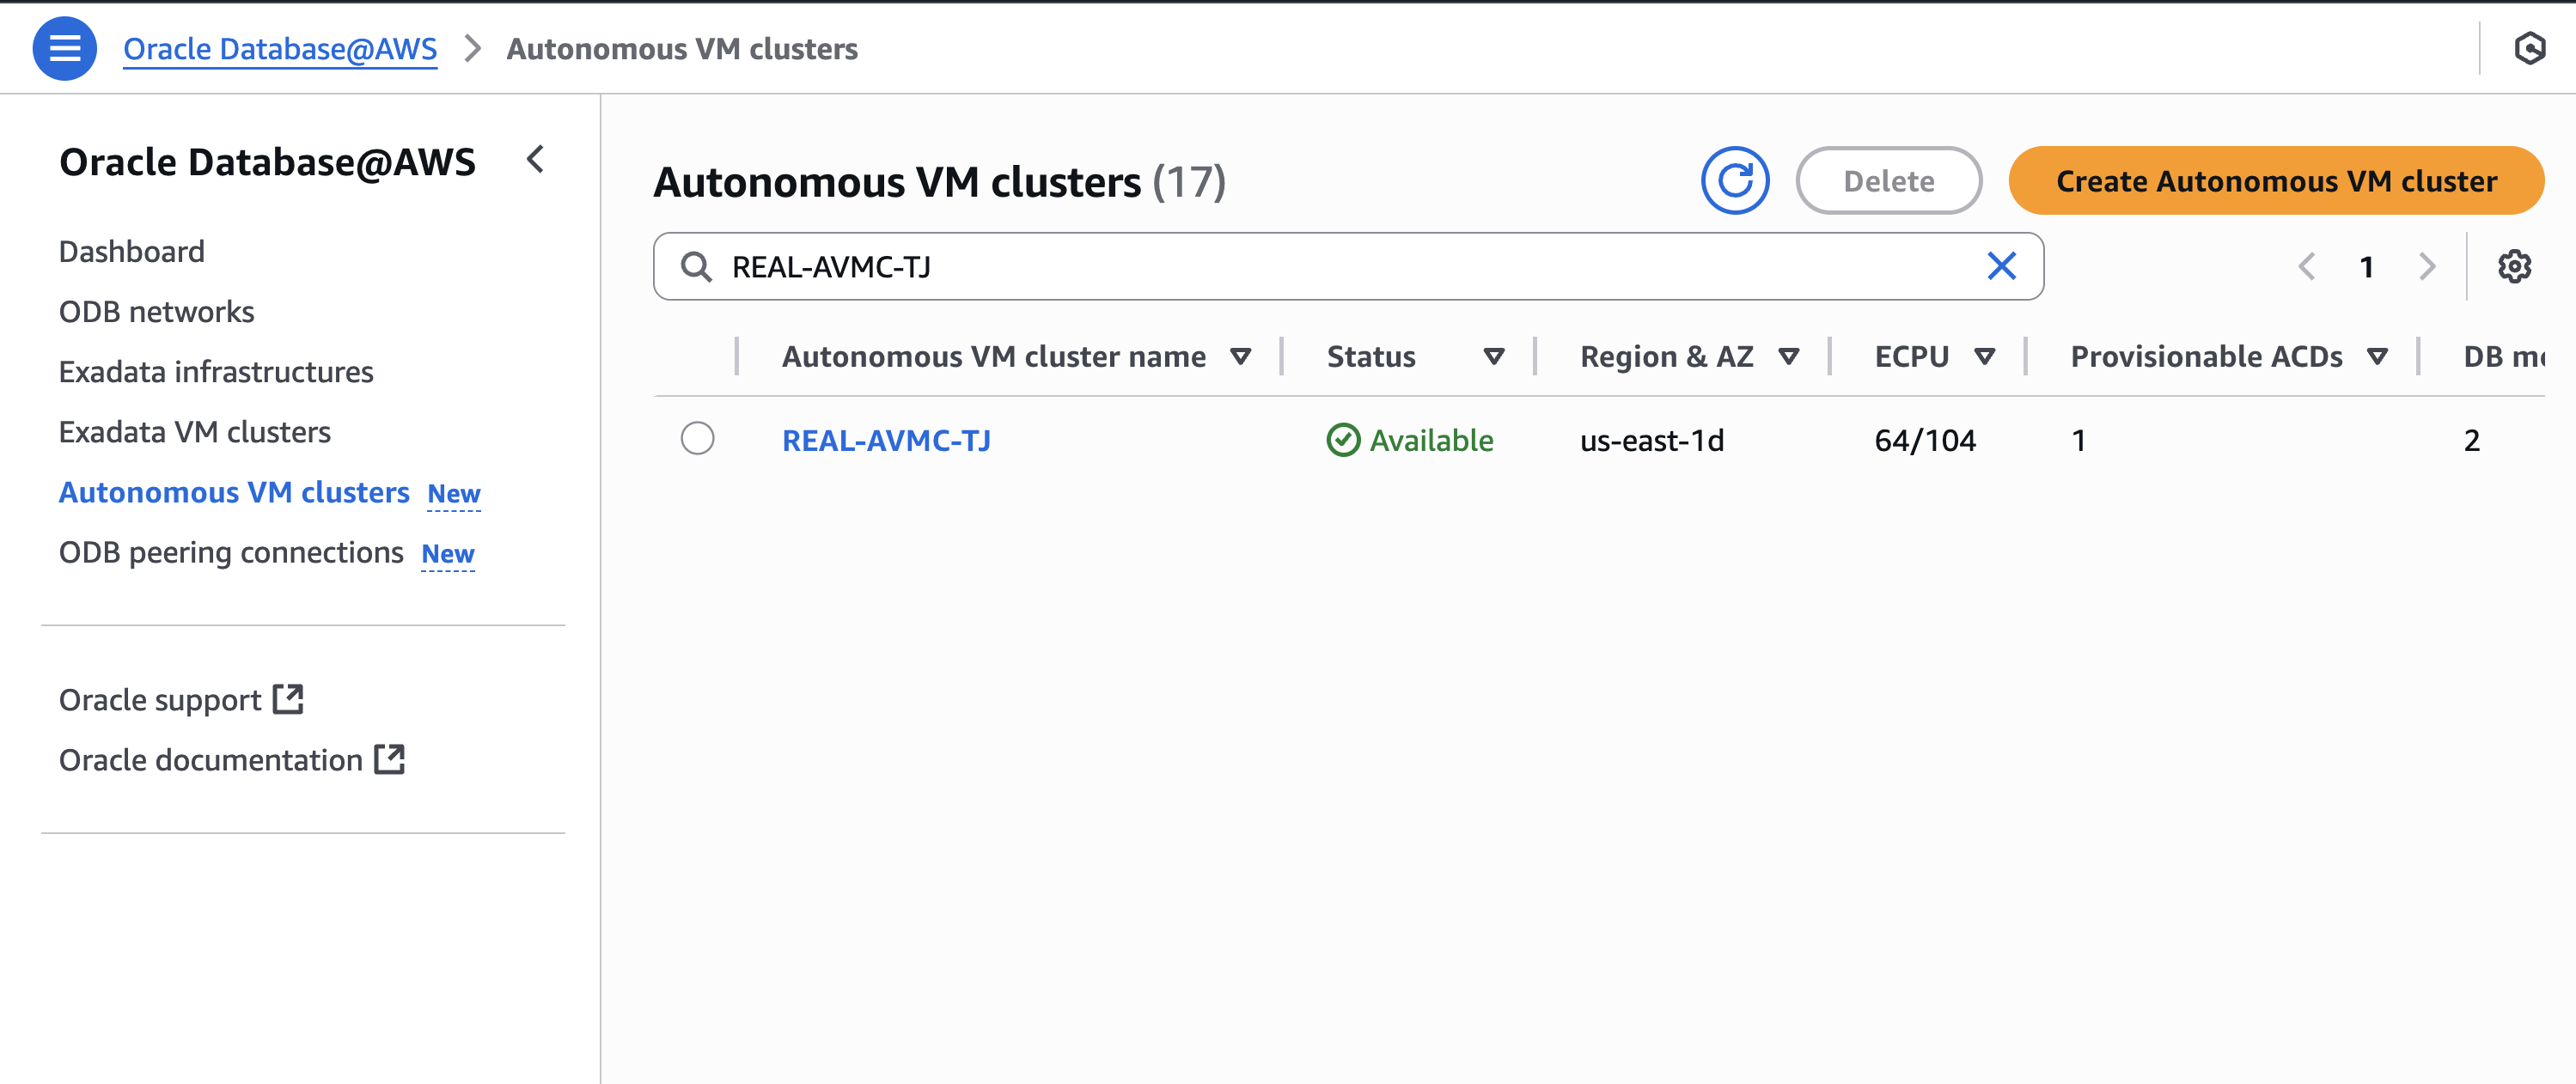 Oracle Database@AWS > Autonomous VM clusters
Oracle Database@AWS
Dashboard
ODB networks
Exadata infrastructures
Exadata VM clusters
Autonomous VM clusters New
ODB peering connections New
Oracle support
Oracle documentation
Autonomous VM clusters (17)
Delete
Create Autonomous VM cluster
REAL-AVMC-TJ
1
Autonomous VM cluster name Status Region & AZ ECPU Provisionable ACDs DB
REAL-AVMC-TJ Available us-east-1d 64/104 1 2